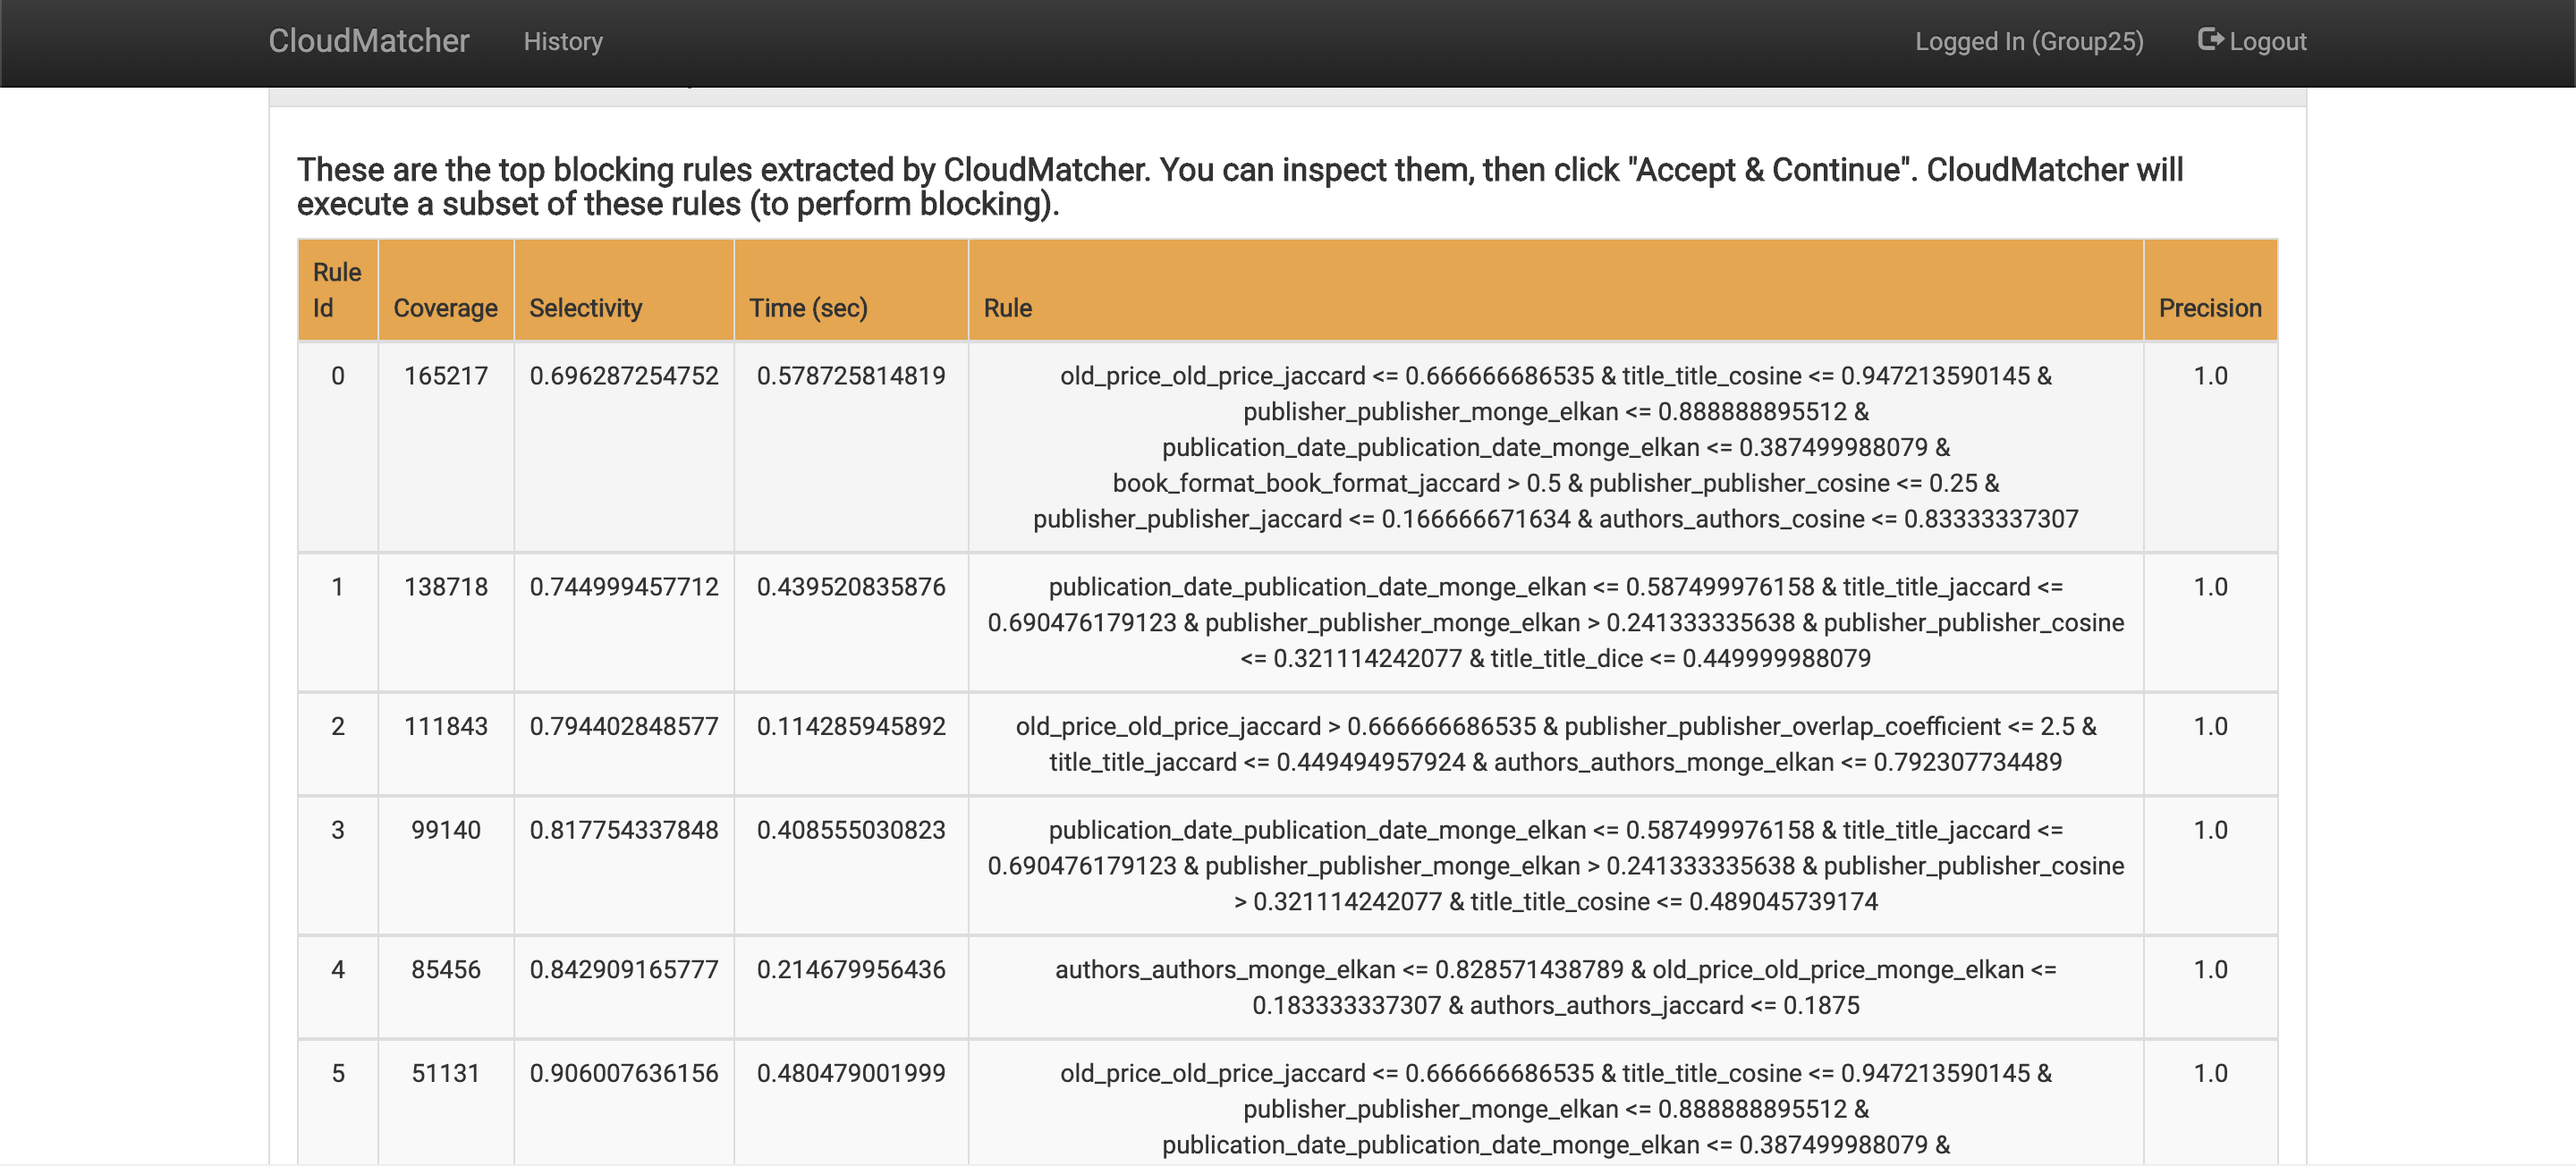 CloudMatcher History Logged In (Group25) Logout
These are the top blocking rules extracted by CloudMatcher. You can inspect them, then click "Accept & Continue". CloudMatcher will
execute a subset of these rules (to perform blocking).
Rule
Id Coverage Selectivity Time (sec) Rule Precision
0 165217 0.696287254752 0.578725814819 old_price_old_price_jaccard <= 0.666666686535 & title_title_cosine <= 0.947213590145 & 1.0
publisher_publisher_monge_elkan <= 0.888888895512 &
publication_date_publication_date_monge_elkan <= 0.387499988079 &
book_format_book_format_jaccard > 0.5 & publisher_publisher_cosine <= 0.25 &
publisher_publisher_jaccard <= 0.166666671634 & authors_authors_cosine <= 0.83333337307
1 138718 0.744999457712 0.439520835876 publication_date_publication_date_monge_elkan <= 0.587499976158 & title_title_jaccard <= 1.0
0.690476179123 & publisher_publisher_monge_elkan > 0.241333335638 & publisher_publisher_cosine
<= 0.321114242077 & title_title_dice <= 0.449999988079
2 111843 0.794402848577 0.114285945892 old_price_old_price_jaccard > 0.666666686535 & publisher_publisher_overlap_coefficient <= 2.5 & 1.0
title_title_jaccard <= 0.449494957924 & authors_authors_monge_elkan <= 0.792307734489
3 99140 0.817754337848 0.408555030823 publication_date_publication_date_monge_elkan <= 0.587499976158 & title_title_jaccard <= 1.0
0.690476179123 & publisher_publisher_monge_elkan > 0.241333335638 & publisher_publisher_cosine
> 0.321114242077 & title_title_cosine <= 0.489045739174
4 85456 0.842909165777 0.214679956436 authors_authors_monge_elkan <= 0.828571438789 & old_price_old_price_monge_elkan <= 1.0
0.183333337307 & authors_authors_jaccard <= 0.1875
5 51131 0.906007636156 0.480479001999 old_price_old_price_jaccard <= 0.666666686535 & title_title_cosine <= 0.947213590145 & 1.0
publisher_publisher_monge_elkan <= 0.888888895512 &
publication_date_publication_date_monge_elkan <= 0.387499988079 &